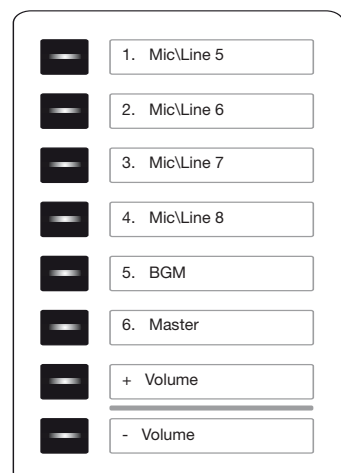 1. Mic\Line 5
2. Mic\Line 6
3. Mic\Line 7
4. Mic\Line 8
5. BGM
6. Master
+ Volume
- Volume